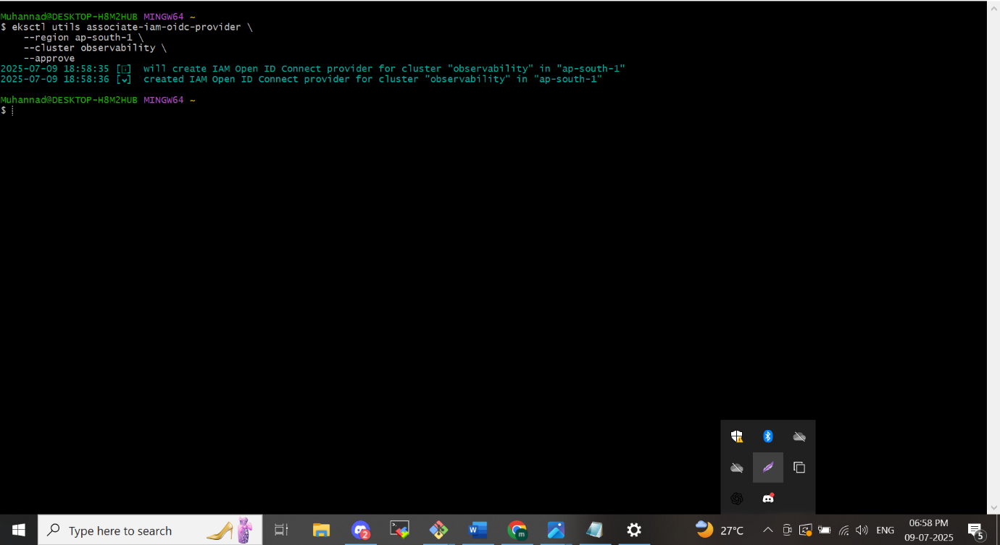 Muhannad@DESKTOP-H8M2HUB MINGW64 ~
$ eksctl utils associate-iam-oidc-provider \
    --region ap-south-1 \
    --cluster observability \
    --approve
2025-07-09 18:58:35 [ℹ]  will create IAM Open ID Connect provider for cluster "observability" in "ap-south-1"
2025-07-09 18:58:36 [✔]  created IAM Open ID Connect provider for cluster "observability" in "ap-south-1"
Muhannad@DESKTOP-H8M2HUB MINGW64 ~
$
Type here to search
2
W
m
27°C
ENG
06:58 PM
09-07-2025
5